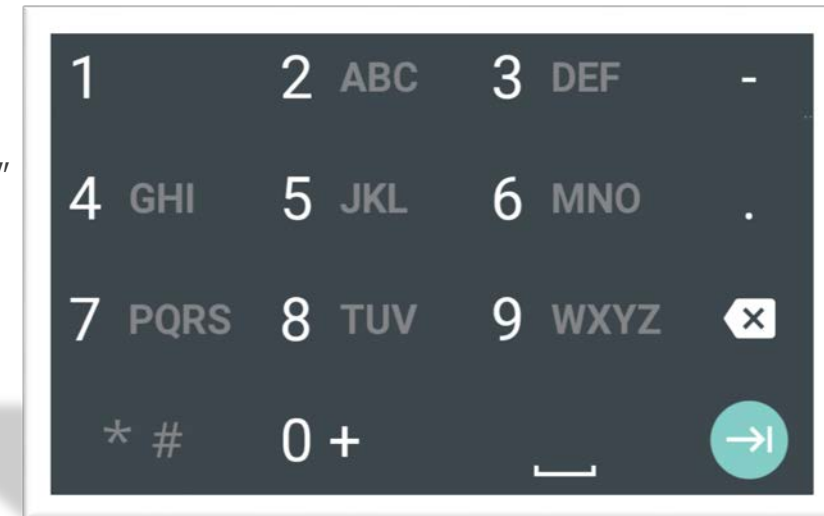 1 2 ABC 3 DEF -
"
4 GHI 5 JKL 6 MNO .
7 PQRS 8 TUV 9 WXYZ
* # 0 +